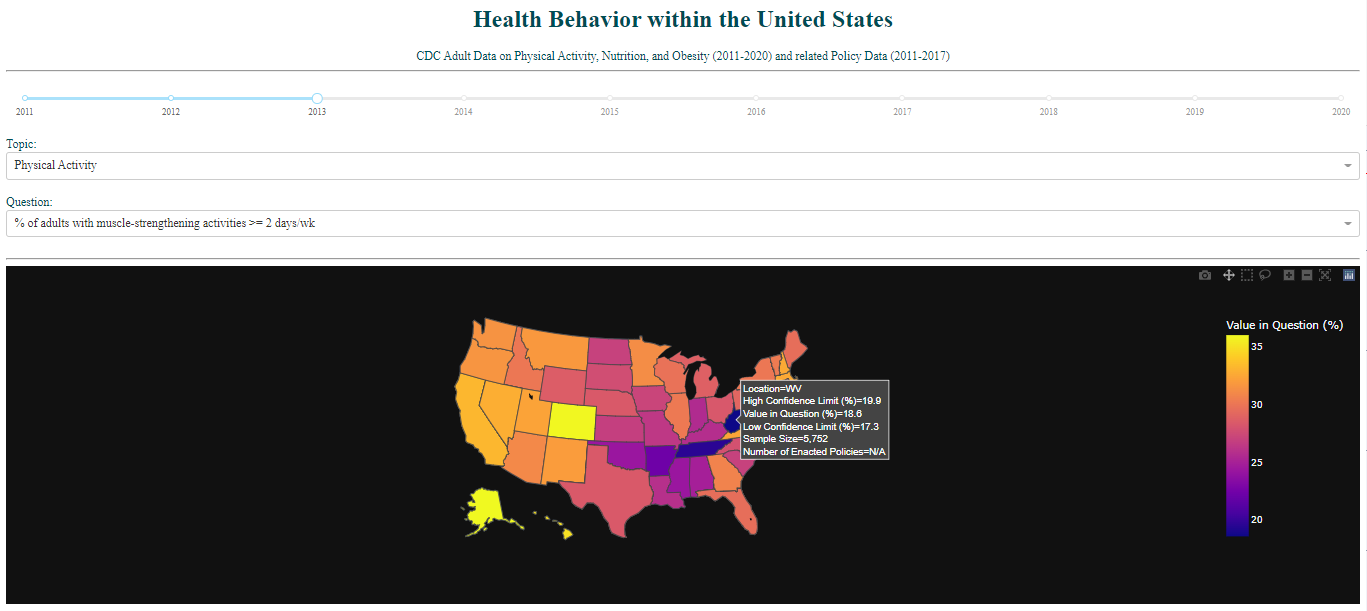 Health Behavior within the United States
CDC Adult Data on Physical Activity, Nutrition, and Obesity (2011-2020) and related Policy Data (2011-2017)
2011 2012 2013 2014 2015 2016 2017 2018 2019 2020
Topic:
Physical Activity
Question:
% of adults with muscle-strengthening activities >= 2 days/wk
Value in Question (%)
35
30
25
20
Location=WV
High Confidence Limit (%)=19.9
Value in Question (%)=18.6
Low Confidence Limit (%)=17.3
Sample Size=5,752
Number of Enacted Policies=N/A